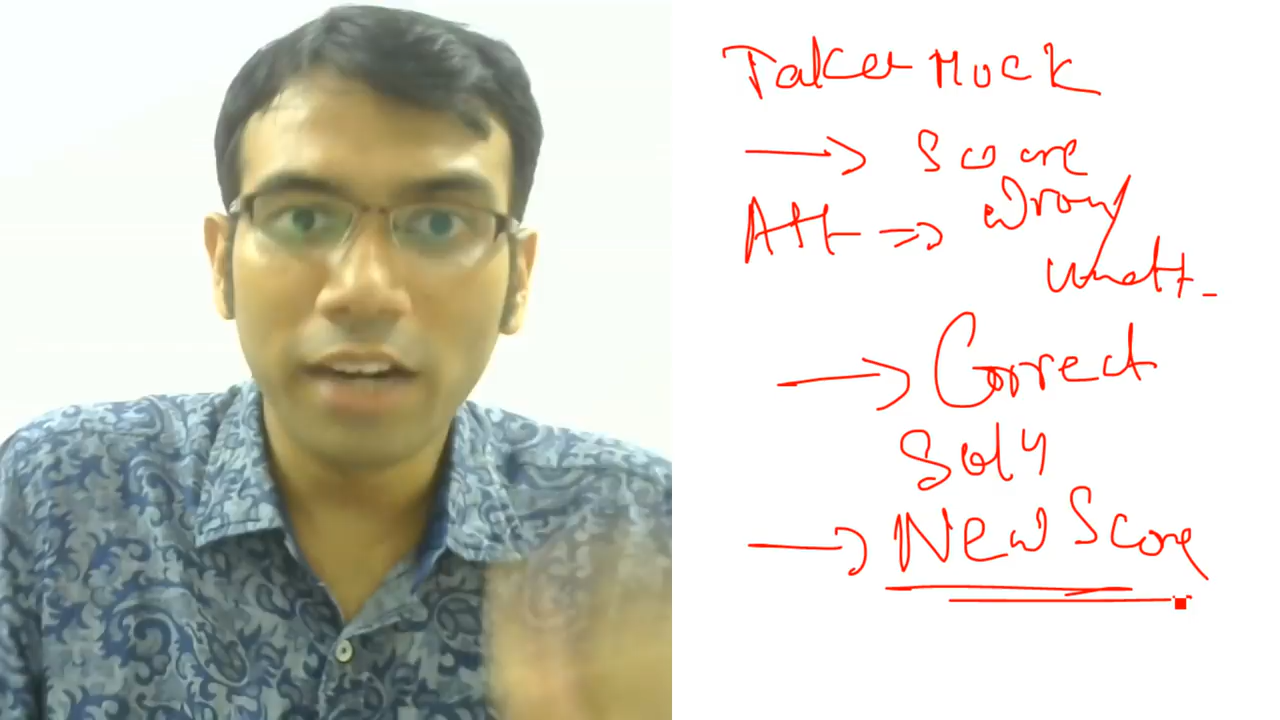 Take a Mock
→ Score
Att → Wrong/
unatt.
→ Correct
Soln
→ New Score